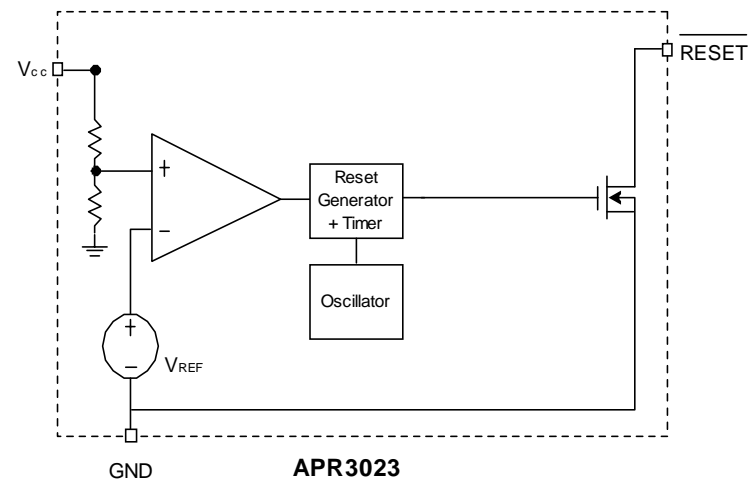 RESET
Vcc
+
−
Reset
Generator
+ Timer
Oscillator
+
−
VREF
GND
APR3023